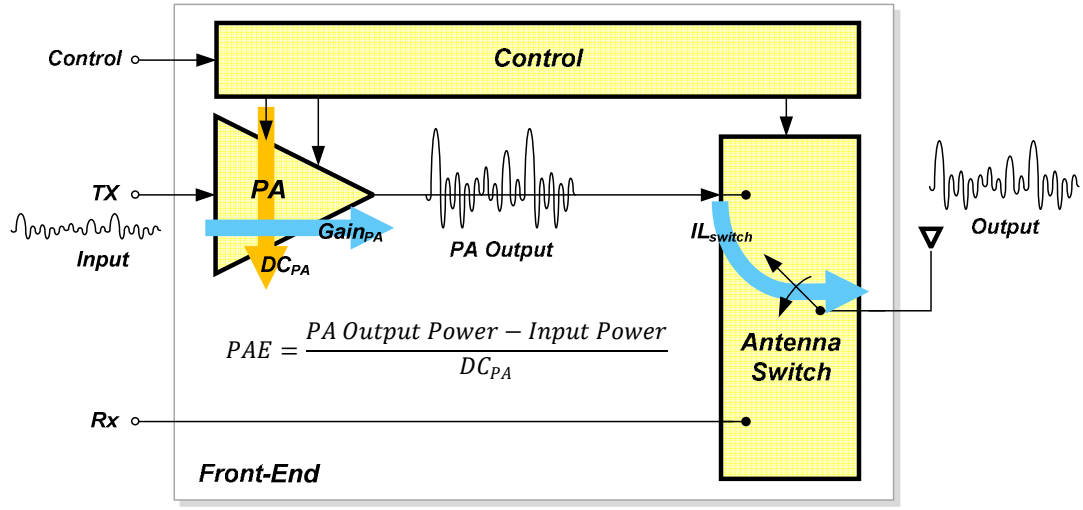 Control
Control
TX
PA
Input
Gain_PA
DC_PA
PA Output
IL_switch
Output
PAE = (PA Output Power − Input Power) / DC_PA
Antenna
Switch
Rx
Front-End